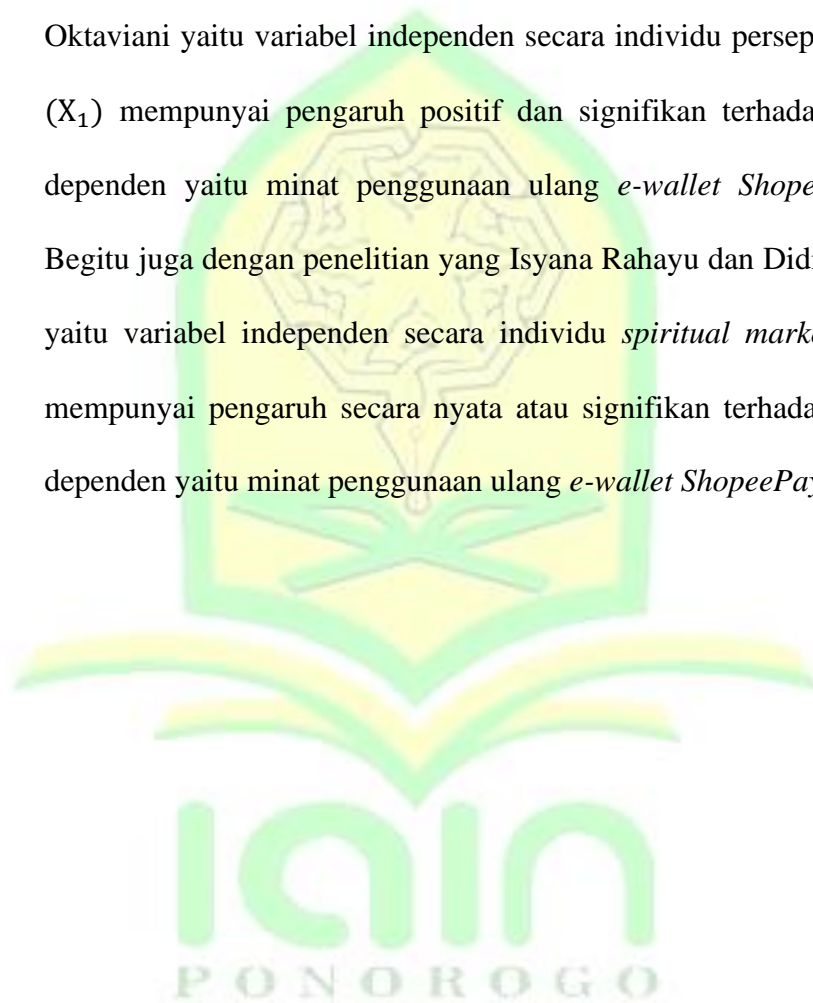 Oktaviani yaitu variabel independen secara individu persep
(X₁) mempunyai pengaruh positif dan signifikan terhada
dependen yaitu minat penggunaan ulang e-wallet Shope
Begitu juga dengan penelitian yang Isyana Rahayu dan Did
yaitu variabel independen secara individu spiritual mark
mempunyai pengaruh secara nyata atau signifikan terhada
dependen yaitu minat penggunaan ulang e-wallet ShopeePay
iain
PONOROGO